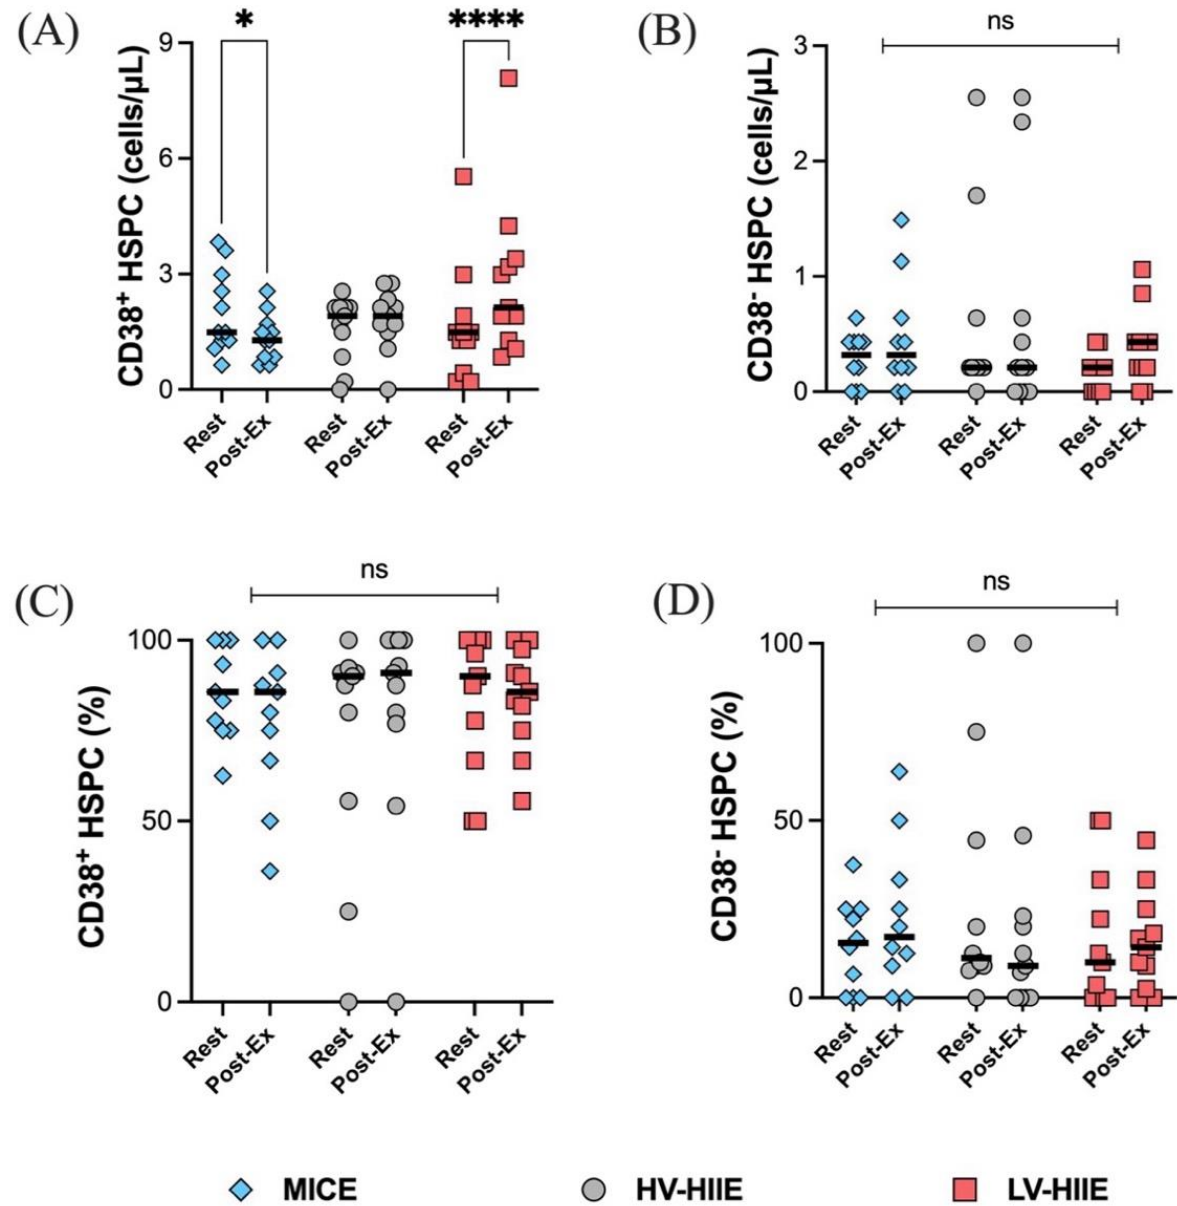 (A)
*
****
CD38⁺ HSPC (cells/μL)
9
6
3
0
Rest
Post-Ex
Rest
Post-Ex
Rest
Post-Ex
(B)
ns
CD38⁻ HSPC (cells/μL)
3
2
1
0
Rest
Post-Ex
Rest
Post-Ex
Rest
Post-Ex
(C)
ns
CD38⁺ HSPC (%)
100
50
0
Rest
Post-Ex
Rest
Post-Ex
Rest
Post-Ex
(D)
ns
CD38⁻ HSPC (%)
100
50
0
Rest
Post-Ex
Rest
Post-Ex
Rest
Post-Ex
MICE
HV-HIIE
LV-HIIE